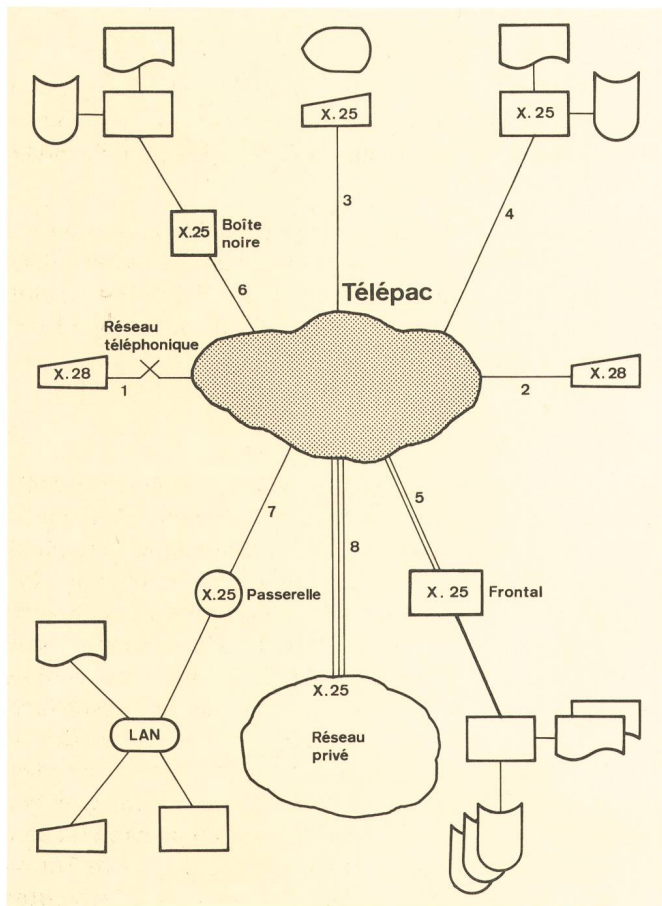 X.25
X.25
3
4
X.25
Boîte
noire
6
Télépac
Réseau
téléphonique
X.28
1
2
X.28
7
8
5
X.25
Passerelle
X. 25
Frontal
X.25
LAN
Réseau
privé